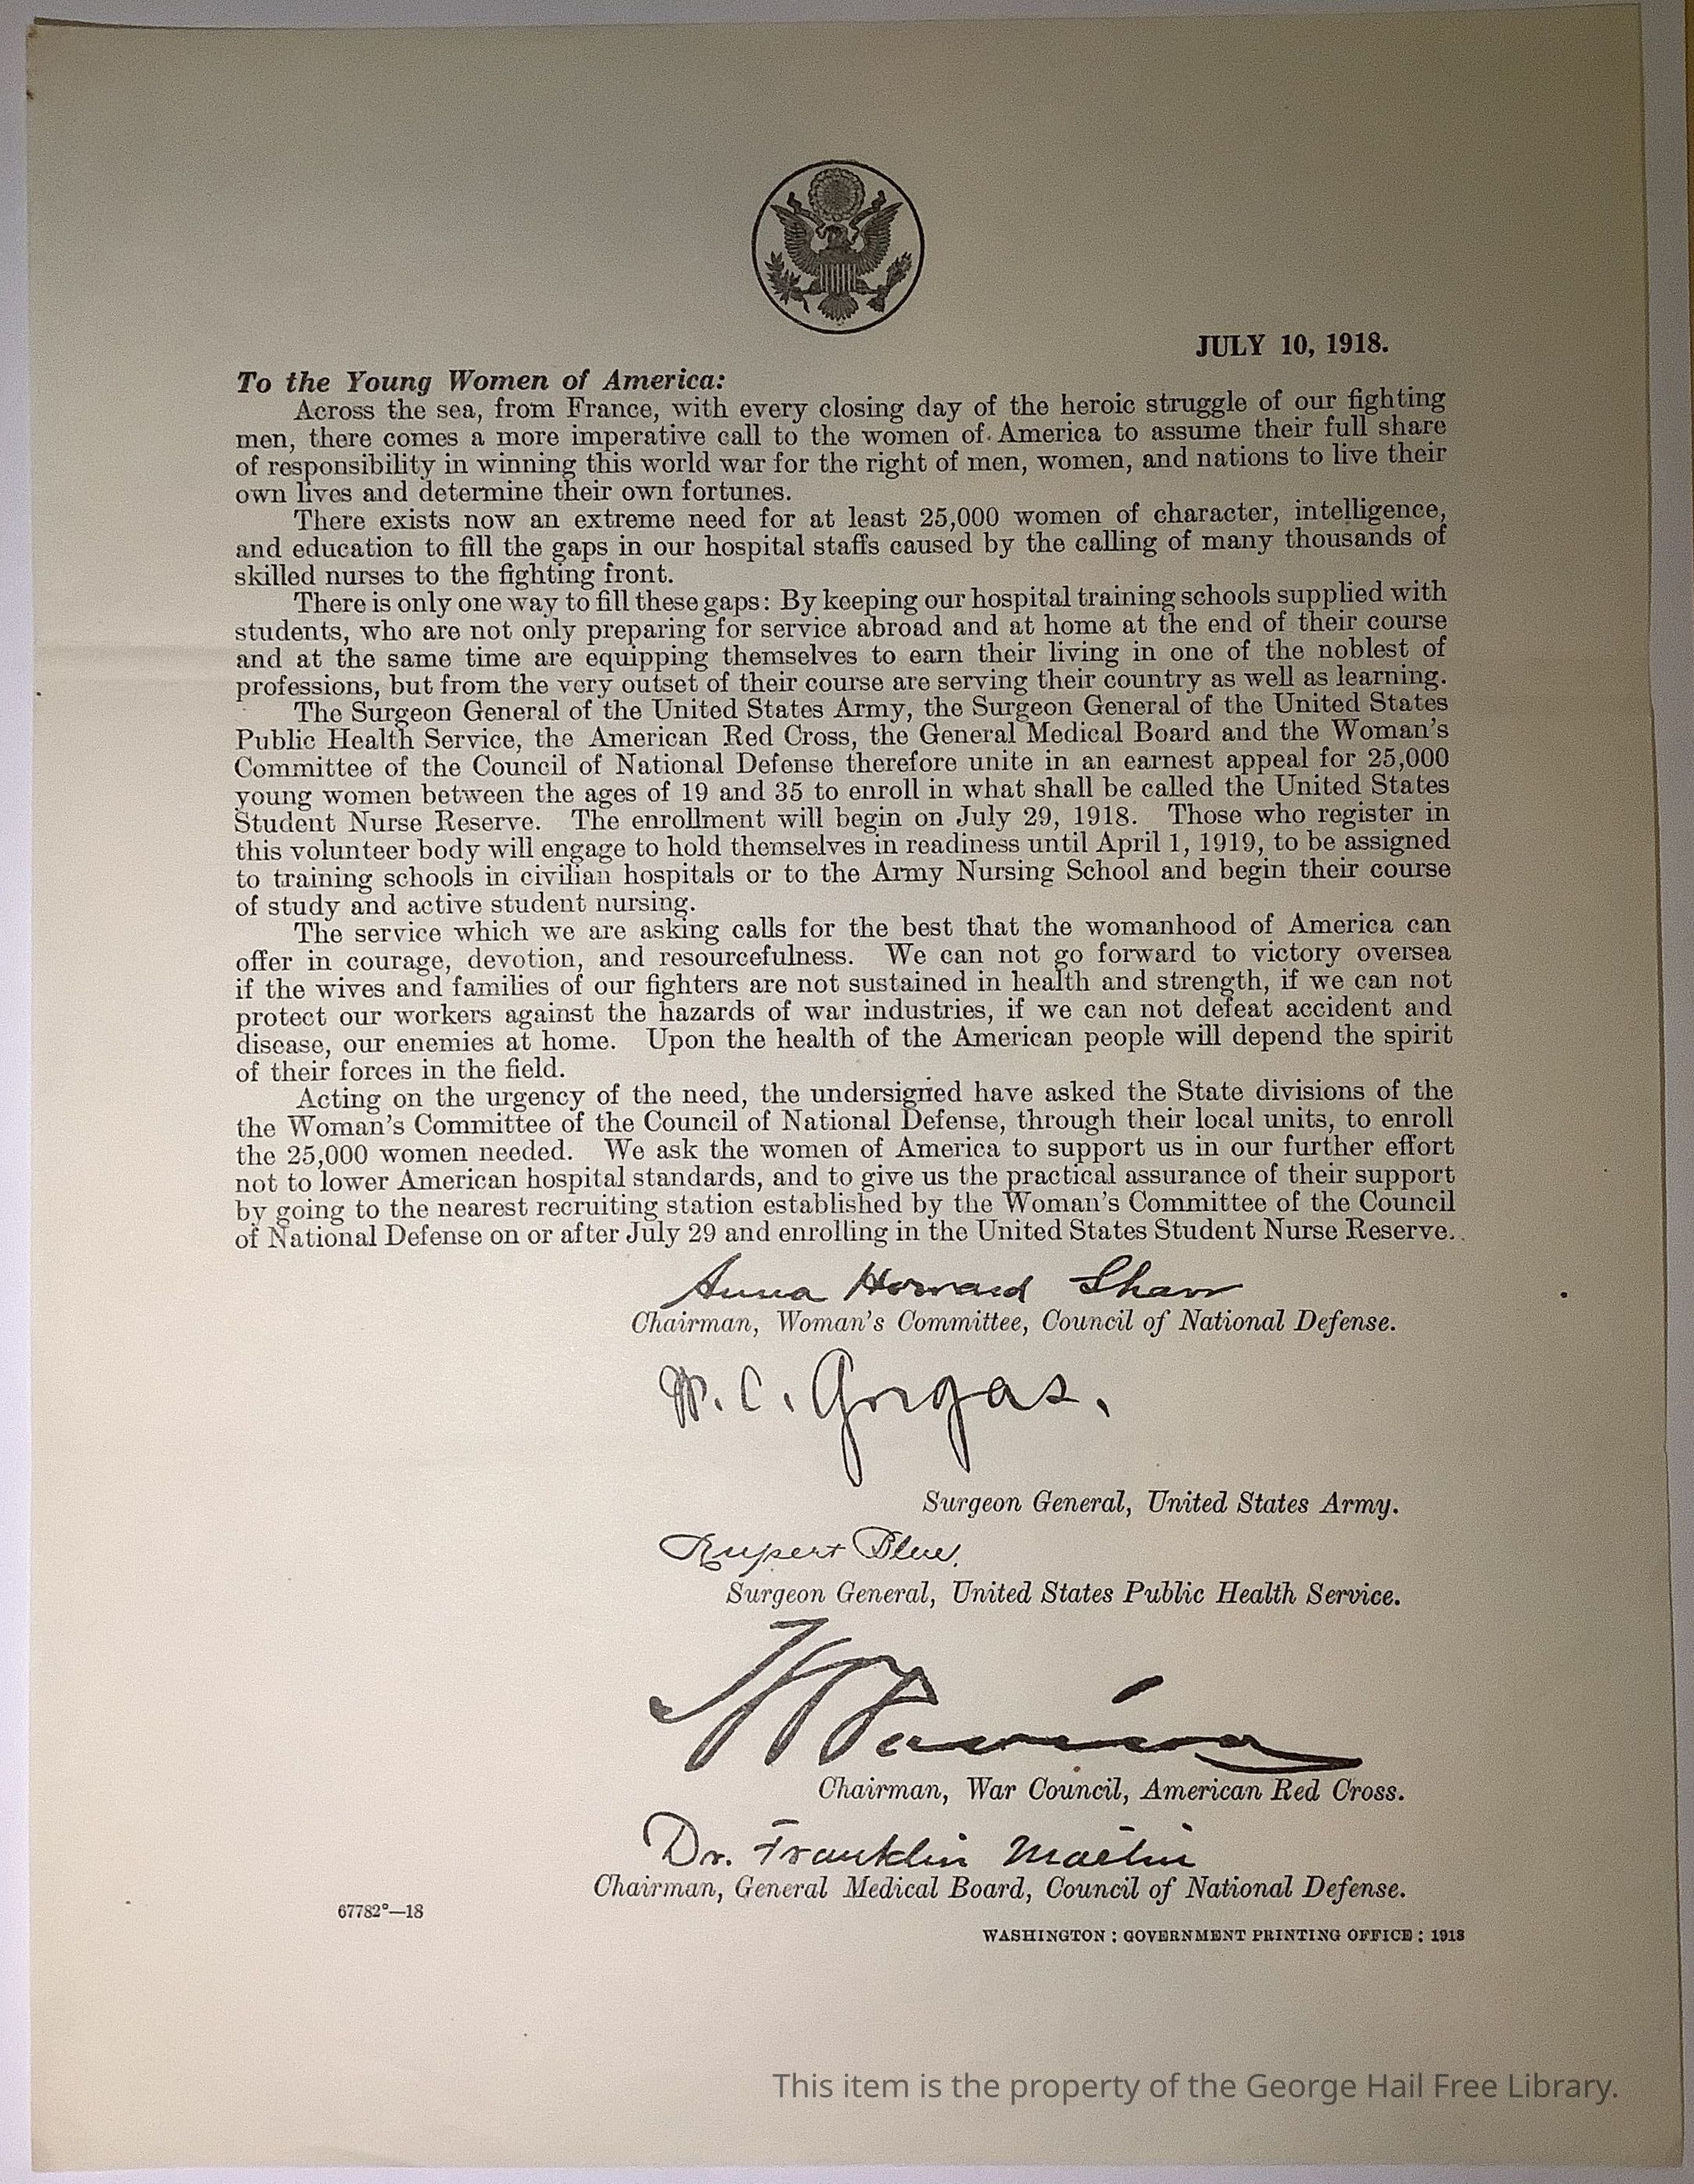 JULY 10, 1918.
To the Young Women of America:
Across the sea, from France, with every closing day of the heroic struggle of our fighting
men, there comes a more imperative call to the women of America to assume their full share
of responsibility in winning this world war for the right of men, women, and nations to live their
own lives and determine their own fortunes.
There exists now an extreme need for at least 25,000 women of character, intelligence,
and education to fill the gaps in our hospital staffs caused by the calling of many thousands of
skilled nurses to the fighting front.
There is only one way to fill these gaps: By keeping our hospital training schools supplied with
students, who are not only preparing for service abroad and at home at the end of their course
and at the same time are equipping themselves to earn their living in one of the noblest of
professions, but from the very outset of their course are serving their country as well as learning.
The Surgeon General of the United States Army, the Surgeon General of the United States
Public Health Service, the American Red Cross, the General Medical Board and the Woman's
Committee of the Council of National Defense therefore unite in an earnest appeal for 25,000
young women between the ages of 19 and 35 to enroll in what shall be called the United States
Student Nurse Reserve. The enrollment will begin on July 29, 1918. Those who register in
this volunteer body will engage to hold themselves in readiness until April 1, 1919, to be assigned
to training schools in civilian hospitals or to the Army Nursing School and begin their course
of study and active student nursing.
The service which we are asking calls for the best that the womanhood of America can
offer in courage, devotion, and resourcefulness. We can not go forward to victory oversea
if the wives and families of our fighters are not sustained in health and strength, if we can not
protect our workers against the hazards of war industries, if we can not defeat accident and
disease, our enemies at home. Upon the health of the American people will depend the spirit
of their forces in the field.
Acting on the urgency of the need, the undersigned have asked the State divisions of the
the Woman's Committee of the Council of National Defense, through their local units, to enroll
the 25,000 women needed. We ask the women of America to support us in our further effort
not to lower American hospital standards, and to give us the practical assurance of their support
by going to the nearest recruiting station established by the Woman's Committee of the Council
of National Defense on or after July 29 and enrolling in the United States Student Nurse Reserve.
Anna Howard Shaw
Chairman, Woman's Committee, Council of National Defense.
W. C. Gorgas.
Surgeon General, United States Army.
Rupert Blue.
Surgeon General, United States Public Health Service.
Chairman, War Council, American Red Cross.
Dr. Franklin Martin
Chairman, General Medical Board, Council of National Defense.
67782°—18
WASHINGTON : GOVERNMENT PRINTING OFFICE : 1918
This item is the property of the George Hail Free Library.